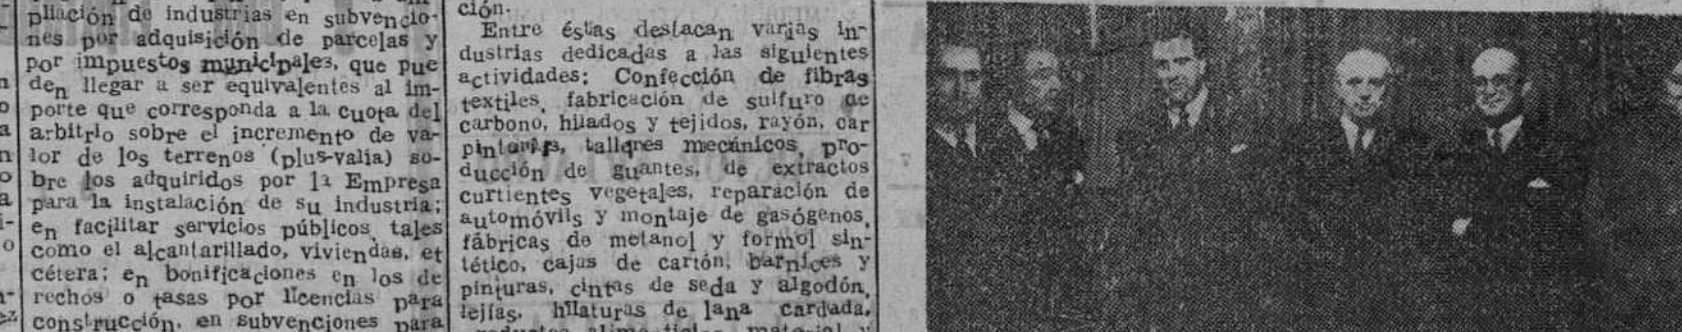 pliación de industrias en subvencio-
nes por adquisición de parcelas y
por impuestos municipales, que pue
den llegar a ser equivalentes al im-
porte que corresponda a la cuota del
arbitrio sobre el incremento de va-
lor de los terrenos (plus-valía) so-
bre los adquiridos por la Empresa
para la instalación de su industria;
en facilitar servicios públicos, tales
como el alcantarillado, viviendas, et
cétera; en bonificaciones en los de
rechos o tasas por licencias para
construcción, en subvenciones para
ción.
Entre éstas destacan varias in-
dustrias dedicadas a las siguientes
actividades: Confección de fibras
textiles, fabricación de sulfuro de
carbono, hilados y tejidos, rayón, car
pinterías, talleres mecánicos, pro-
ducción de guantes, de extractos
curtientes vegetales, reparación de
automóvils y montaje de gasógenos,
fábricas de metanol y formol sin-
tético, cajas de cartón, barnices y
pinturas, cintas de seda y algodón,
lejías, hilaturas de lana cardada,
material y